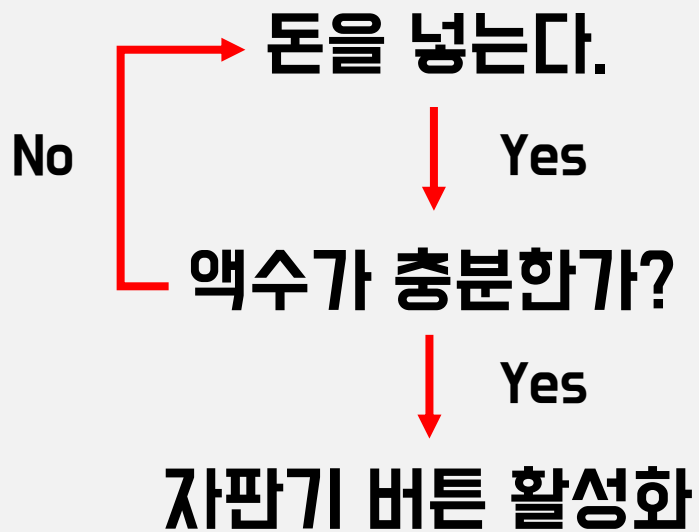 돈을 넣는다.
No
Yes
액수가 충분한가?
Yes
자판기 버튼 활성화